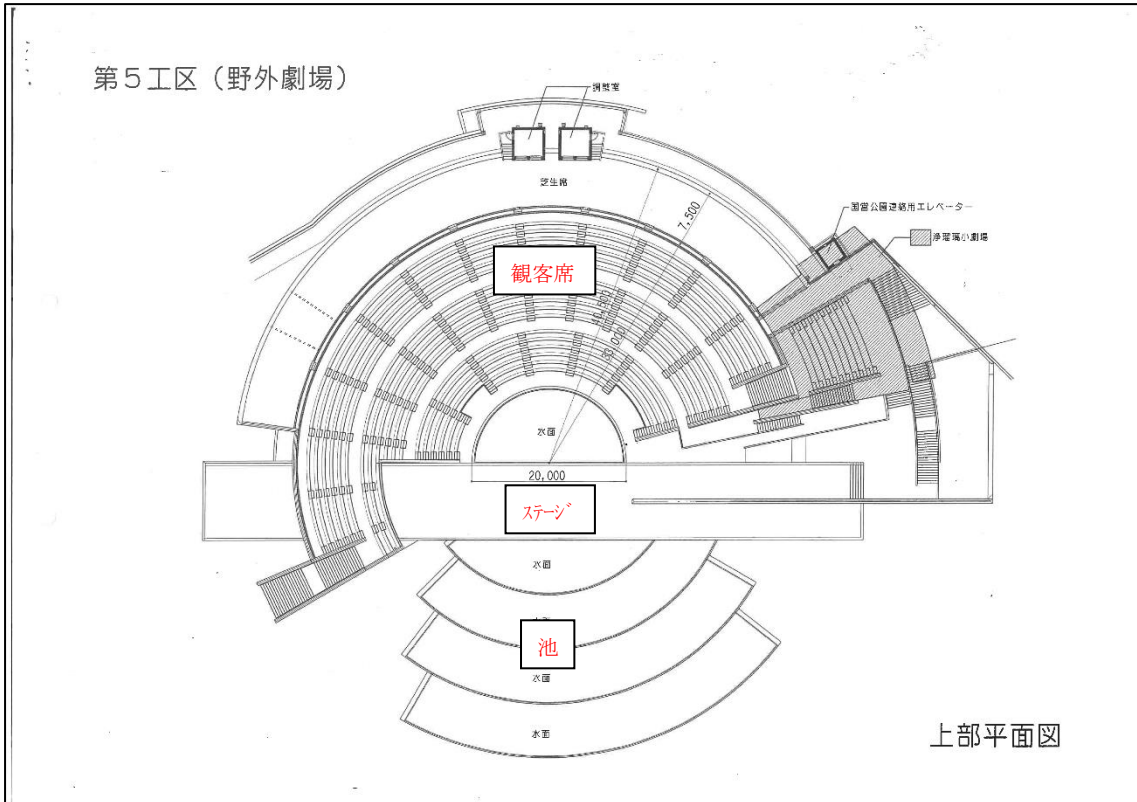 第5工区（野外劇場）
調整室
芝生席
国営公園連絡用エレベーター
浄瑠璃小劇場
7,500
観客席
水面
20,000
ステージ
水面
池
水面
水面
上部平面図